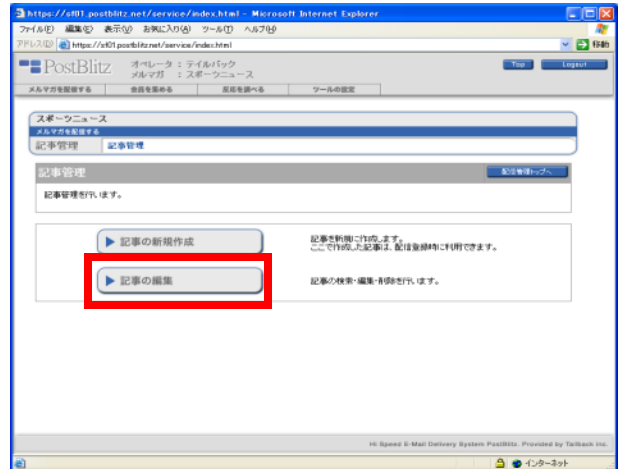 https://sf01.postblitz.net/service/index.html - Microsoft Internet Explorer
ファイル(F) 編集(E) 表示(V) お気に入り(A) ツール(T) ヘルプ(H)
アドレス(D) https://sf01.postblitz.net/service/index.html 移動
PostBlitz オペレータ : テイルバック Top Logout
メルマガ : スポーツニュース
メルマガを配信する 会員を集める 反応を調べる ツールの設定
スポーツニュース
メルマガを配信する
記事管理 記事管理
記事管理 配信管理トップへ
記事管理を行います。
記事の新規作成 記事を新規に作成します。
ここで作成した記事は、配信登録時に利用できます。
記事の編集 記事の検索・編集・削除を行います。
Hi Speed E-Mail Delivery System PostBlitz. Provided by Tailback inc.
インターネット